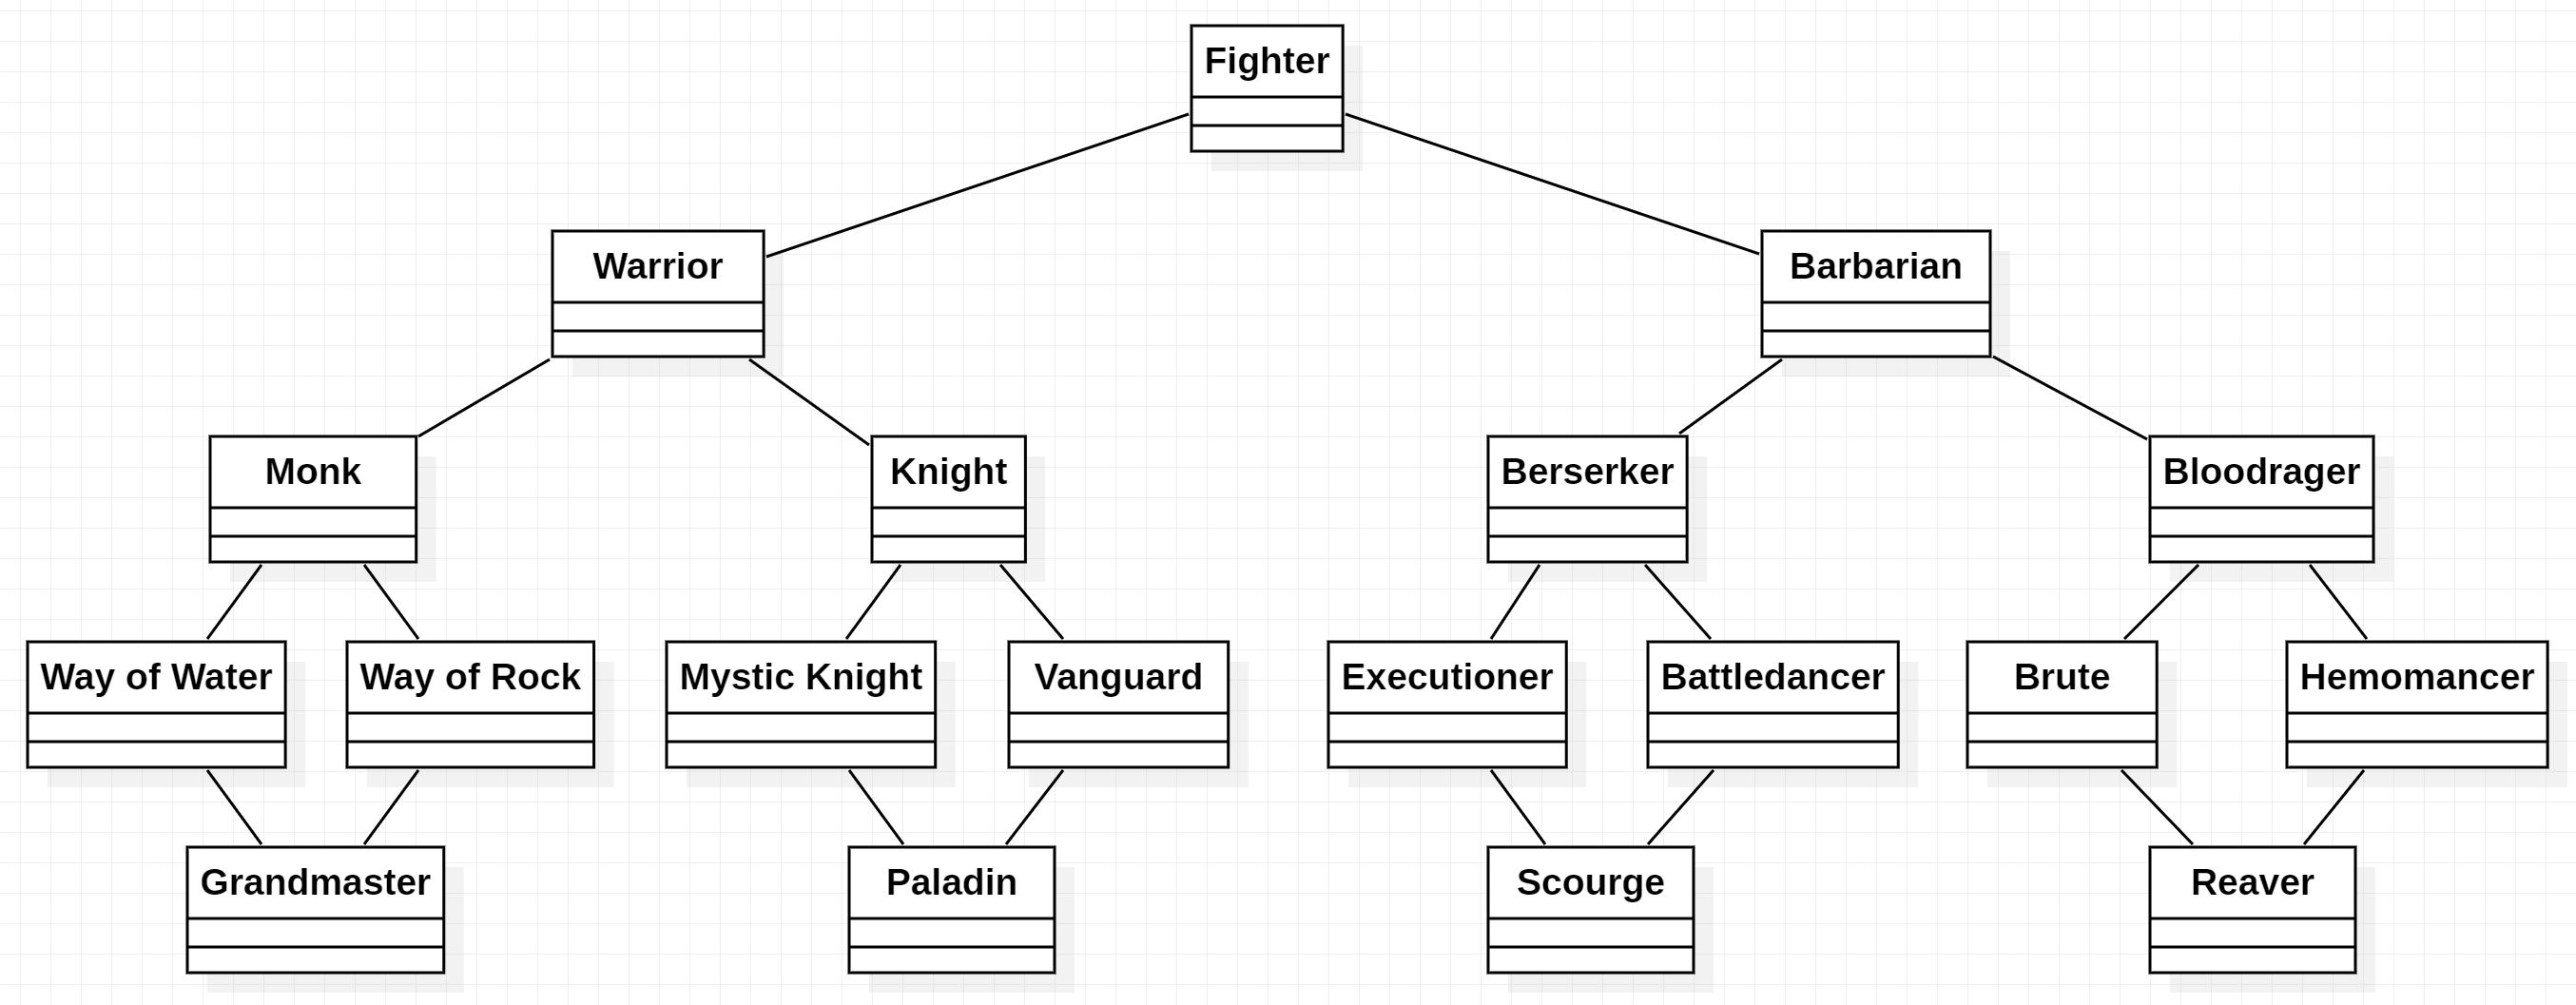 Fighter
Warrior
Barbarian
Monk
Knight
Berserker
Bloodrager
Way of Water
Way of Rock
Mystic Knight
Vanguard
Executioner
Battledancer
Brute
Hemomancer
Grandmaster
Paladin
Scourge
Reaver